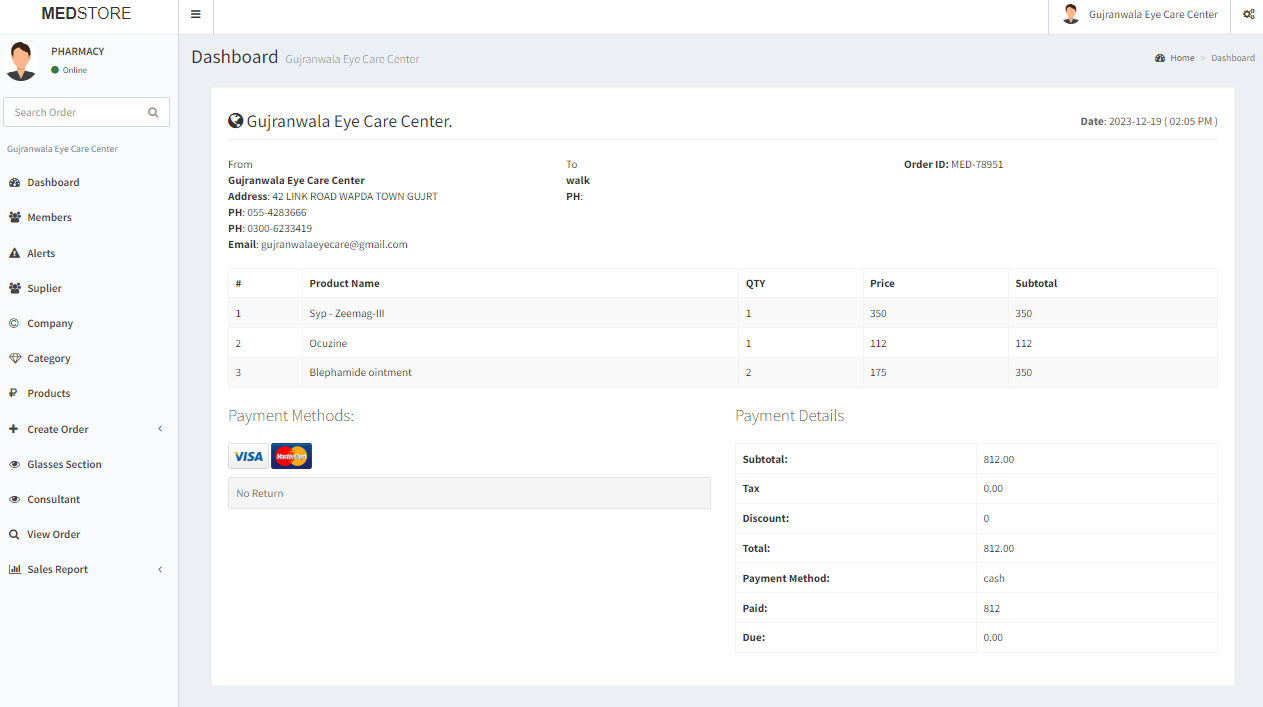 MEDSTORE
Gujranwala Eye Care Center
PHARMACY
Online
Search Order
Gujranwala Eye Care Center
Dashboard
Members
Alerts
Suplier
Company
Category
Products
Create Order
Glasses Section
Consultant
View Order
Sales Report
Dashboard Gujranwala Eye Care Center
Home > Dashboard
Gujranwala Eye Care Center.
Date: 2023-12-19 ( 02:05 PM )
From
Gujranwala Eye Care Center
Address: 42 LINK ROAD WAPDA TOWN GUJRT
PH: 055-4283666
PH: 0300-6233419
Email: gujranwalaeyecare@gmail.com
To
walk
PH:
Order ID: MED-78951
# Product Name QTY Price Subtotal
1 Syp - Zeemag-III 1 350 350
2 Ocuzine 1 112 112
3 Blephamide ointment 2 175 350
Payment Methods:
VISA MasterCard
No Return
Payment Details
Subtotal: 812.00
Tax 0.00
Discount: 0
Total: 812.00
Payment Method: cash
Paid: 812
Due: 0.00